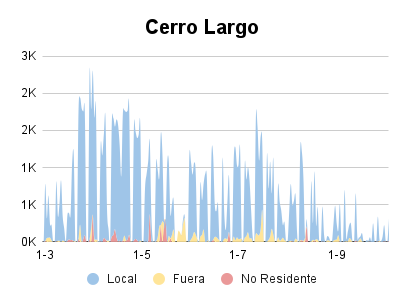 Cerro Largo
3K
2K
2K
1K
1K
0K
1-3
1-5
1-7
1-9
Local
Fuera
No Residente